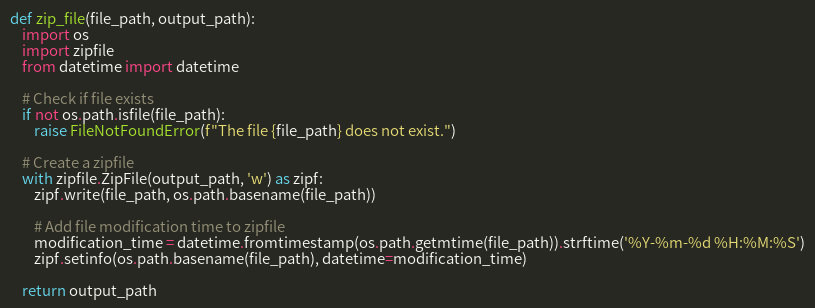 def zip_file(file_path, output_path):
    import os
    import zipfile
    from datetime import datetime

    # Check if file exists
    if not os.path.isfile(file_path):
        raise FileNotFoundError(f"The file {file_path} does not exist.")

    # Create a zipfile
    with zipfile.ZipFile(output_path, 'w') as zipf:
        zipf.write(file_path, os.path.basename(file_path))

        # Add file modification time to zipfile
        modification_time = datetime.fromtimestamp(os.path.getmtime(file_path)).strftime('%Y-%m-%d %H:%M:%S')
        zipf.setinfo(os.path.basename(file_path), datetime=modification_time)

    return output_path